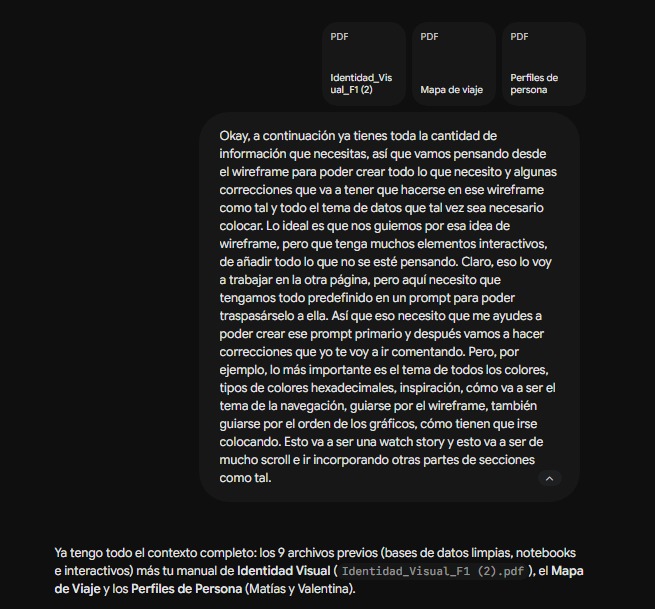 PDF
Identidad_Vis
ual_F1 (2)
PDF
Mapa de viaje
PDF
Perfiles de
persona
Okay, a continuación ya tienes toda la cantidad de
información que necesitas, así que vamos pensando desde
el wireframe para poder crear todo lo que necesito y algunas
correcciones que va a tener que hacerse en ese wireframe
como tal y todo el tema de datos que tal vez sea necesario
colocar. Lo ideal es que nos guiemos por esa idea de
wireframe, pero que tenga muchos elementos interactivos,
de añadir todo lo que no se esté pensando. Claro, eso lo voy
a trabajar en la otra página, pero aquí necesito que
tengamos todo predefinido en un prompt para poder
traspasárselo a ella. Así que eso necesito que me ayudes a
poder crear ese prompt primario y después vamos a hacer
correcciones que yo te voy a ir comentando. Pero, por
ejemplo, lo más importante es el tema de todos los colores,
tipos de colores hexadecimales, inspiración, cómo va a ser el
tema de la navegación, guiarse por el wireframe, también
guiarse por el orden de los gráficos, cómo tienen que irse
colocando. Esto va a ser una watch story y esto va a ser de
mucho scroll e ir incorporando otras partes de secciones
como tal.
Ya tengo todo el contexto completo: los 9 archivos previos (bases de datos limpias, notebooks
e interactivos) más tu manual de Identidad Visual ( Identidad_Visual_F1 (2).pdf ), el Mapa
de Viaje y los Perfiles de Persona (Matías y Valentina).